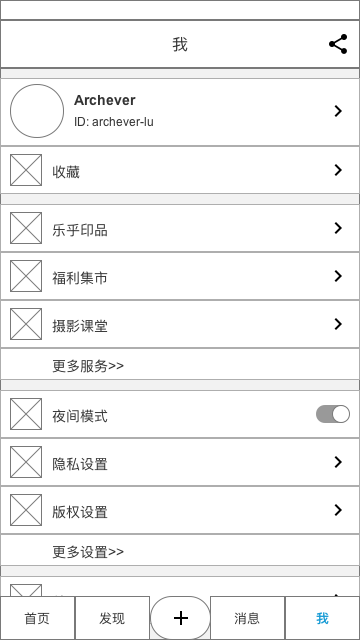 我
Archever
ID: archever-lu
收藏
乐乎印品
福利集市
摄影课堂
更多服务>>
夜间模式
隐私设置
版权设置
更多设置>>
首页
发现
消息
我